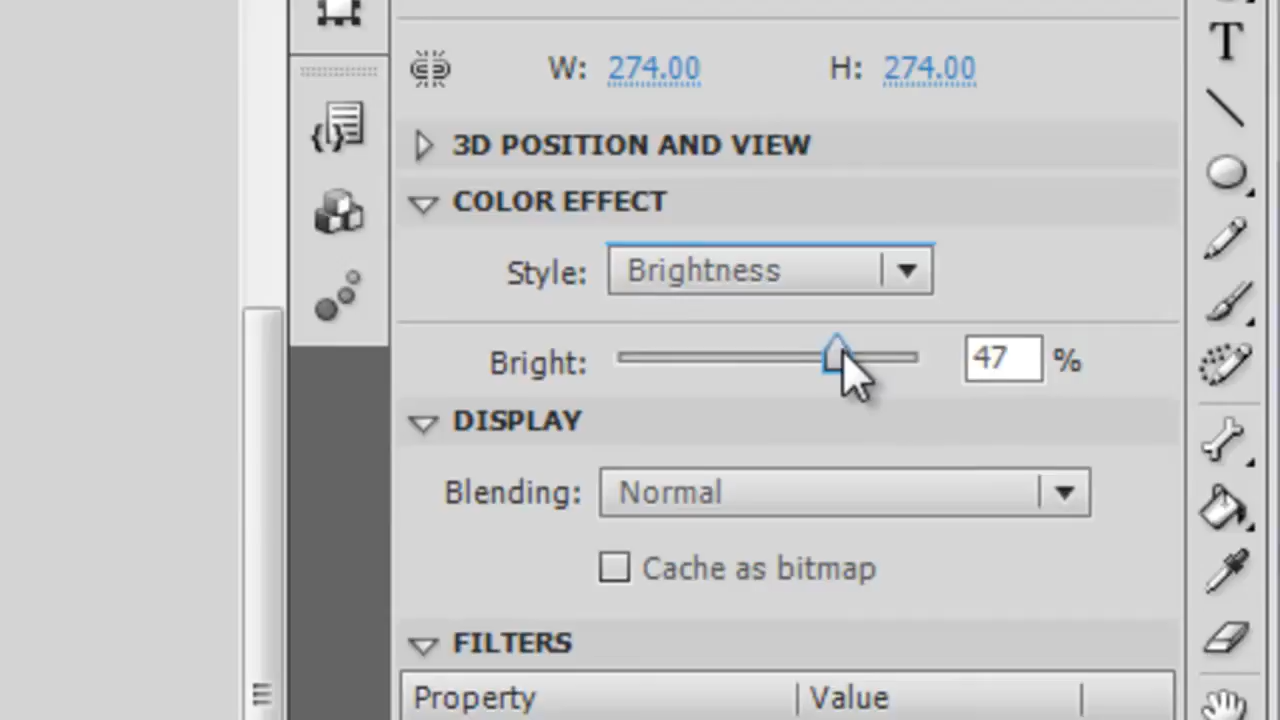 W: 274.00 H: 274.00
3D POSITION AND VIEW
COLOR EFFECT
Style: Brightness
Bright: 47 %
DISPLAY
Blending: Normal
Cache as bitmap
FILTERS
Property Value